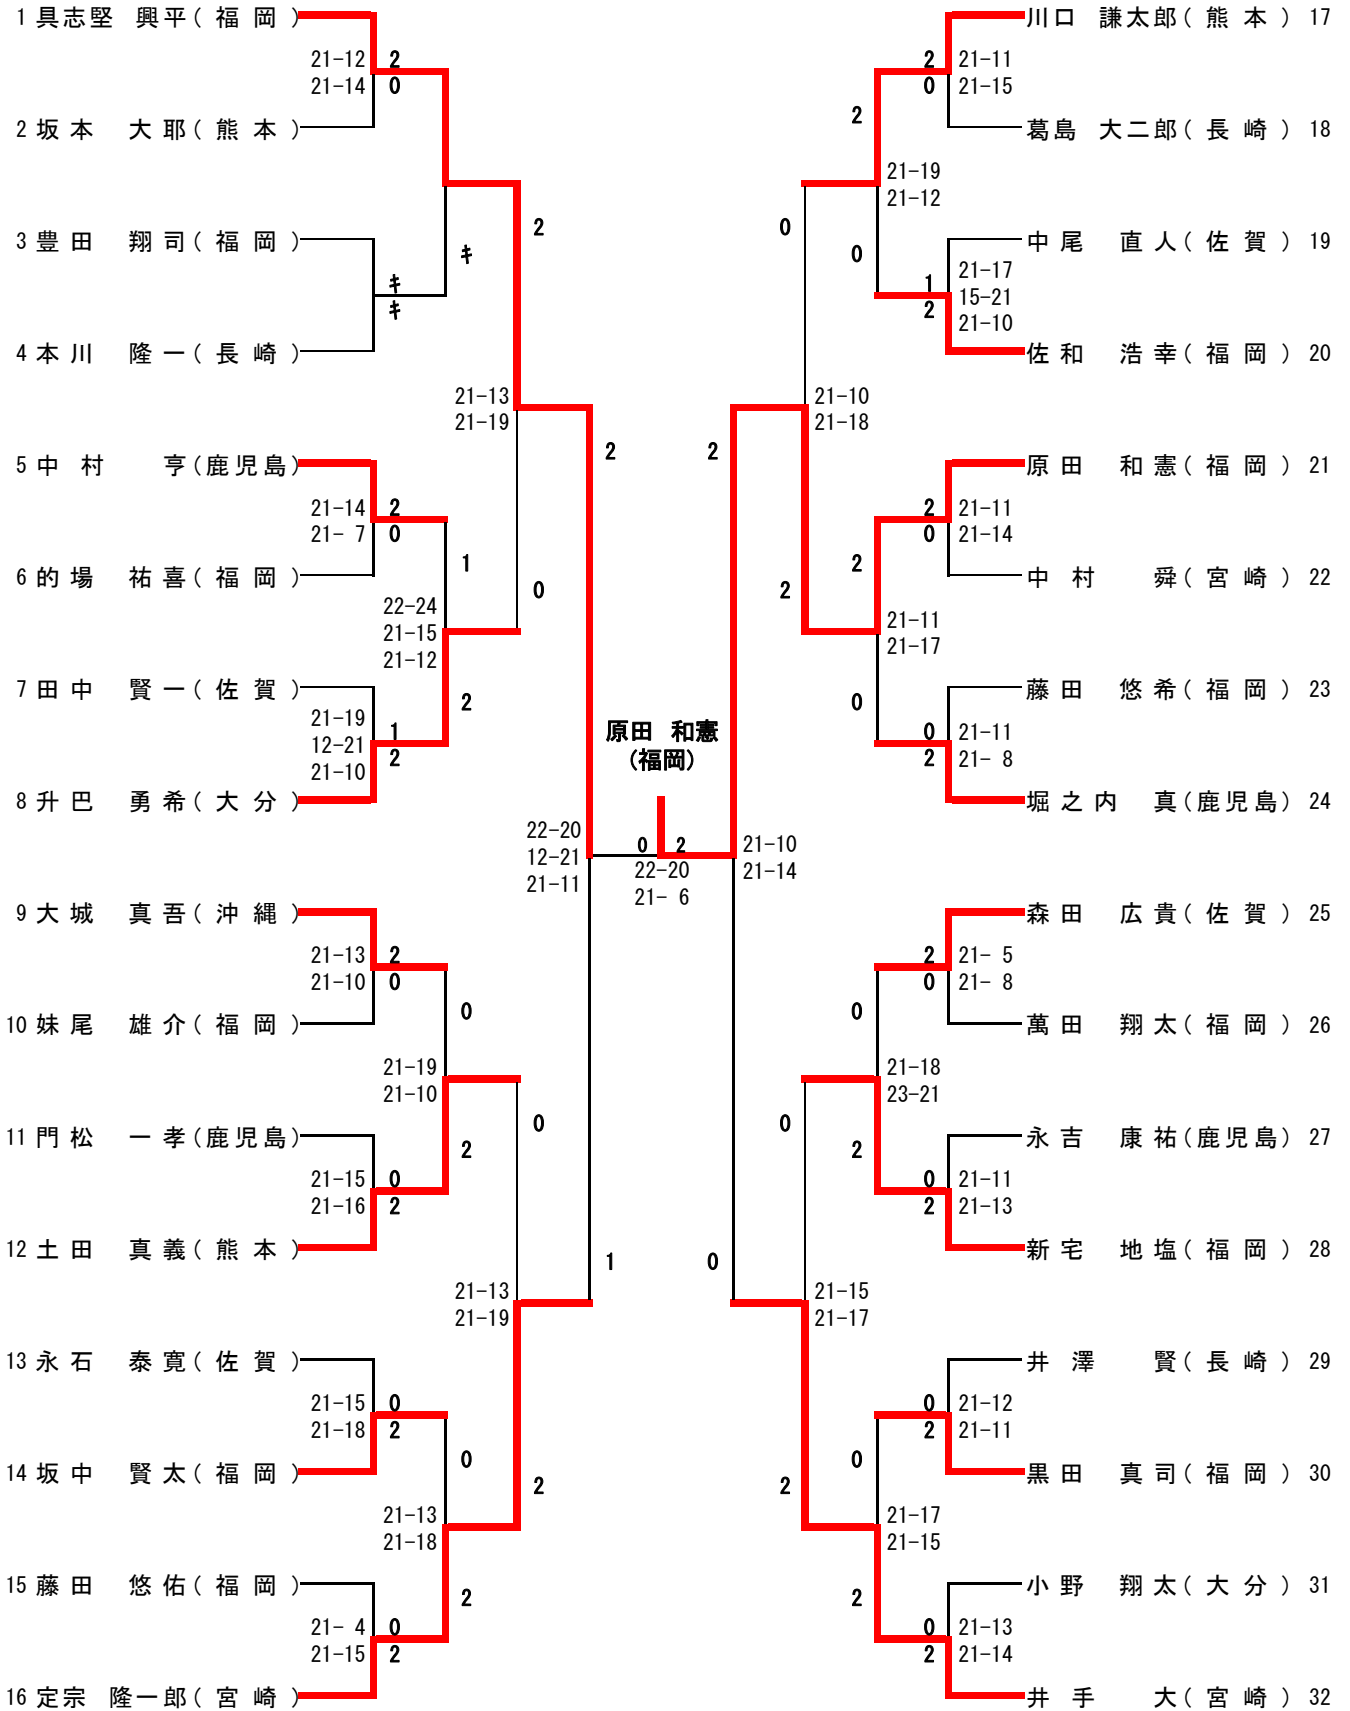 1 具志堅 興平( 福 岡 )
21-12 2
21-14 0
2 坂本 大耶( 熊 本 )
3 豊田 翔司( 福 岡 )
キ
キ
キ
4 本川 隆一( 長 崎 )
2
21-13
21-19
5 中村 亨(鹿児島)
21-14 2
21- 7 0
6 的場 祐喜( 福 岡 )
1
0
22-24
21-15
21-12
7 田中 賢一( 佐 賀 )
2
21-19
12-21
21-10
1
2
8 升巴 勇希( 大 分 )
2
22-20
12-21
21-11
9 大城 真吾( 沖 縄 )
21-13 2
21-10 0
10 妹尾 雄介( 福 岡 )
0
21-19
21-10
11 門松 一孝(鹿児島)
0
2
21-15 0
21-16 2
12 土田 真義( 熊 本 )
1
21-13
21-19
13 永石 泰寛( 佐 賀 )
21-15 0
21-18 2
14 坂中 賢太( 福 岡 )
0
2
21-13
21-18
15 藤田 悠佑( 福 岡 )
2
21- 4 0
21-15 2
16 定宗 隆一郎( 宮 崎 )
原田 和憲
(福岡)
0 2
22-20
21- 6
川口 謙太郎( 熊 本 ) 17
2 21-11
0 21-15
2
葛島 大二郎( 長 崎 ) 18
21-19
21-12
0
0
中尾 直人( 佐 賀 ) 19
1
2
21-17
15-21
21-10
佐和 浩幸( 福 岡 ) 20
21-10
21-18
2
原田 和憲( 福 岡 ) 21
2 21-11
0 21-14
2
2
中村 舜( 宮 崎 ) 22
21-11
21-17
藤田 悠希( 福 岡 ) 23
0
0 21-11
2 21- 8
堀之内 真(鹿児島) 24
21-10
21-14
森田 広貴( 佐 賀 ) 25
2 21- 5
0 21- 8
0
萬田 翔太( 福 岡 ) 26
21-18
23-21
0
2
永吉 康祐(鹿児島) 27
0 21-11
2 21-13
新宅 地塩( 福 岡 ) 28
0
21-15
21-17
井澤 賢( 長 崎 ) 29
0 21-12
2 21-11
0
2
黒田 真司( 福 岡 ) 30
21-17
21-15
小野 翔太( 大 分 ) 31
2
0 21-13
2 21-14
井手 大( 宮 崎 ) 32